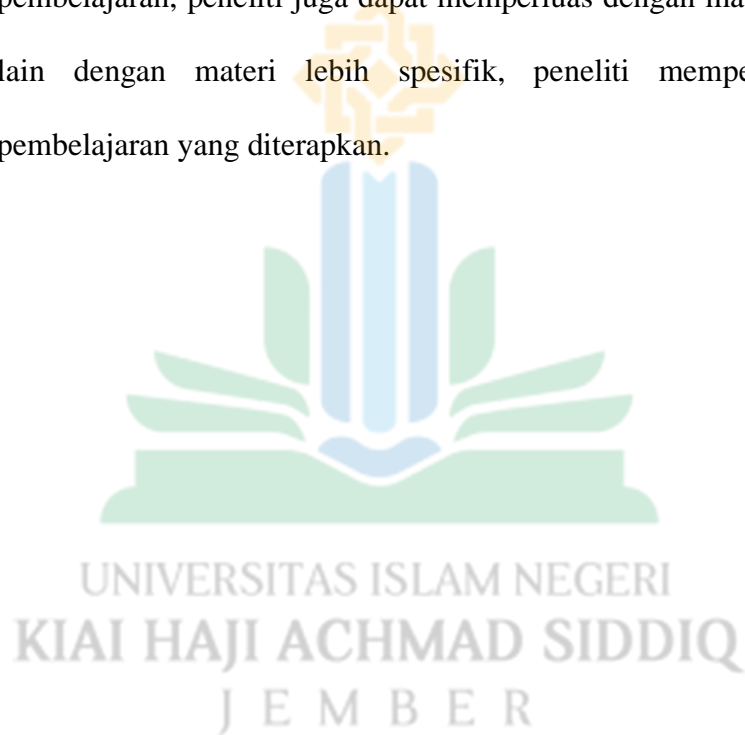 pembelajaran, peneliti juga dapat memperluas dengan
lain dengan materi lebih spesifik, peneliti
pembelajaran yang diterapkan.
UNIVERSITAS ISLAM NEGERI
KIAI HAJI ACHMAD SIDDIQ
JEMBER